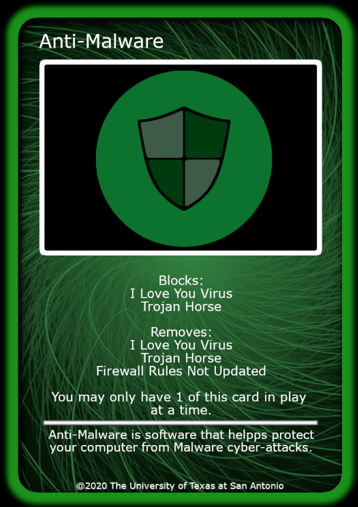 Anti-Malware
Blocks:
I Love You Virus
Trojan Horse
Removes:
I Love You Virus
Trojan Horse
Firewall Rules Not Updated
You may only have 1 of this card in play
at a time.
Anti-Malware is software that helpps protect
your computer from Malware cyber-attacks.
@2020 The University of Texas at San Antonio